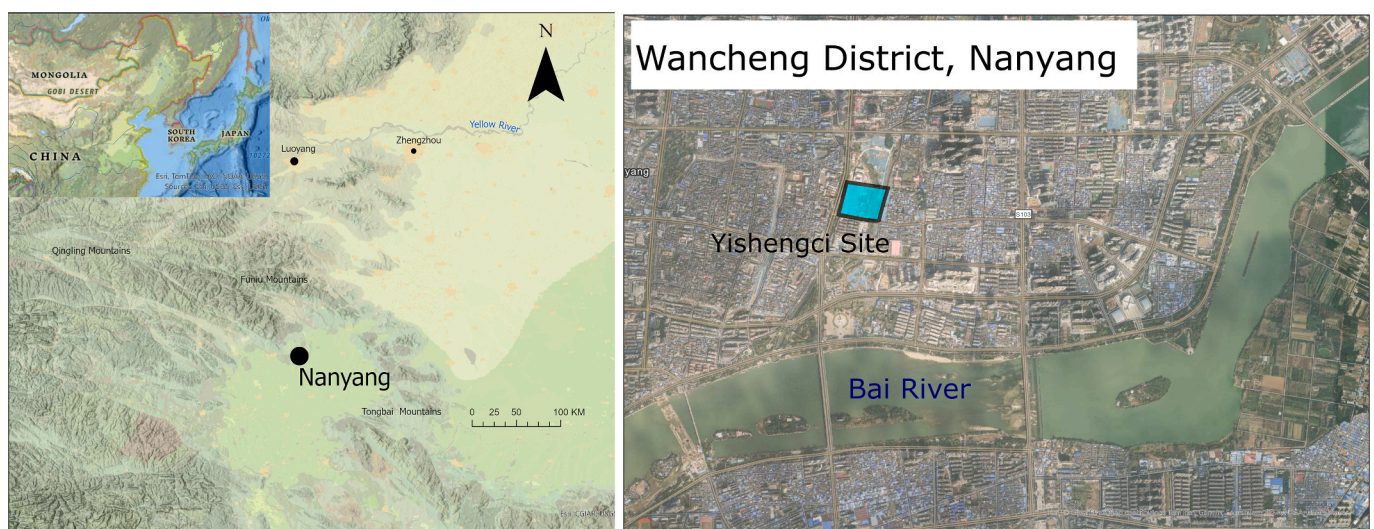 MONGOLIA
GOBI DESERT
CHINA
SOUTH
KOREA
JAPAN
N
Yellow River
Zhengzhou
Luoyang
Qingling Mountains
Funiu Mountains
Nanyang
Tongbai Mountains
0 25 50 100 KM
Wancheng District, Nanyang
yang
S103
Yishengci Site
Bai River